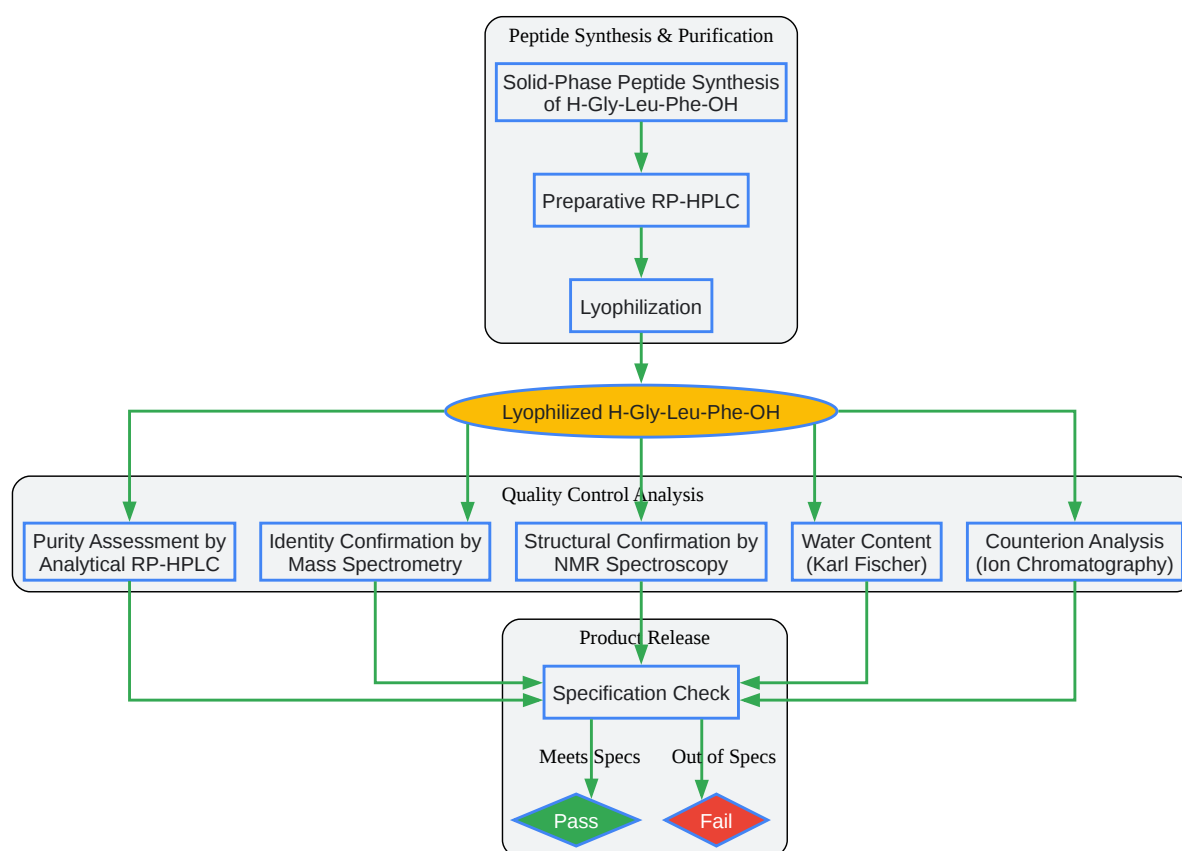 Peptide Synthesis & Purification
Solid-Phase Peptide Synthesis
of H-Gly-Leu-Phe-OH
Preparative RP-HPLC
Lyophilization
Lyophilized H-Gly-Leu-Phe-OH
Quality Control Analysis
Purity Assessment by
Analytical RP-HPLC
Identity Confirmation by
Mass Spectrometry
Structural Confirmation by
NMR Spectroscopy
Water Content
(Karl Fischer)
Counterion Analysis
(Ion Chromatography)
Product Release
Specification Check
Meets Specs
Out of Specs
Pass
Fail